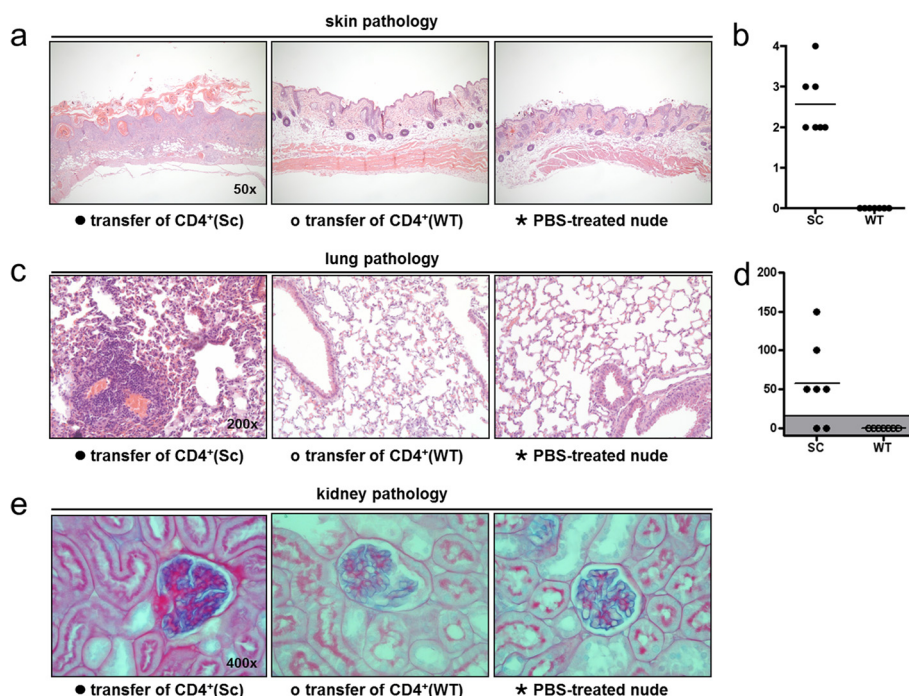 skin pathology
a
b
50x
● transfer of CD4⁺(Sc)
o transfer of CD4⁺(WT)
★ PBS-treated nude
4
3
2
1
0
SC WT
lung pathology
c
d
200x
● transfer of CD4⁺(Sc)
o transfer of CD4⁺(WT)
★ PBS-treated nude
200
150
100
50
0
SC WT
kidney pathology
e
400x
● transfer of CD4⁺(Sc)
o transfer of CD4⁺(WT)
★ PBS-treated nude